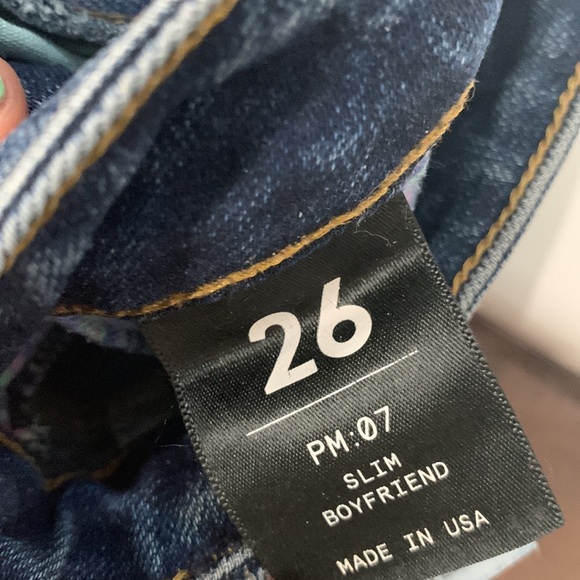 26
PM:07
SLIM
BOYFRIEND
MADE IN USA